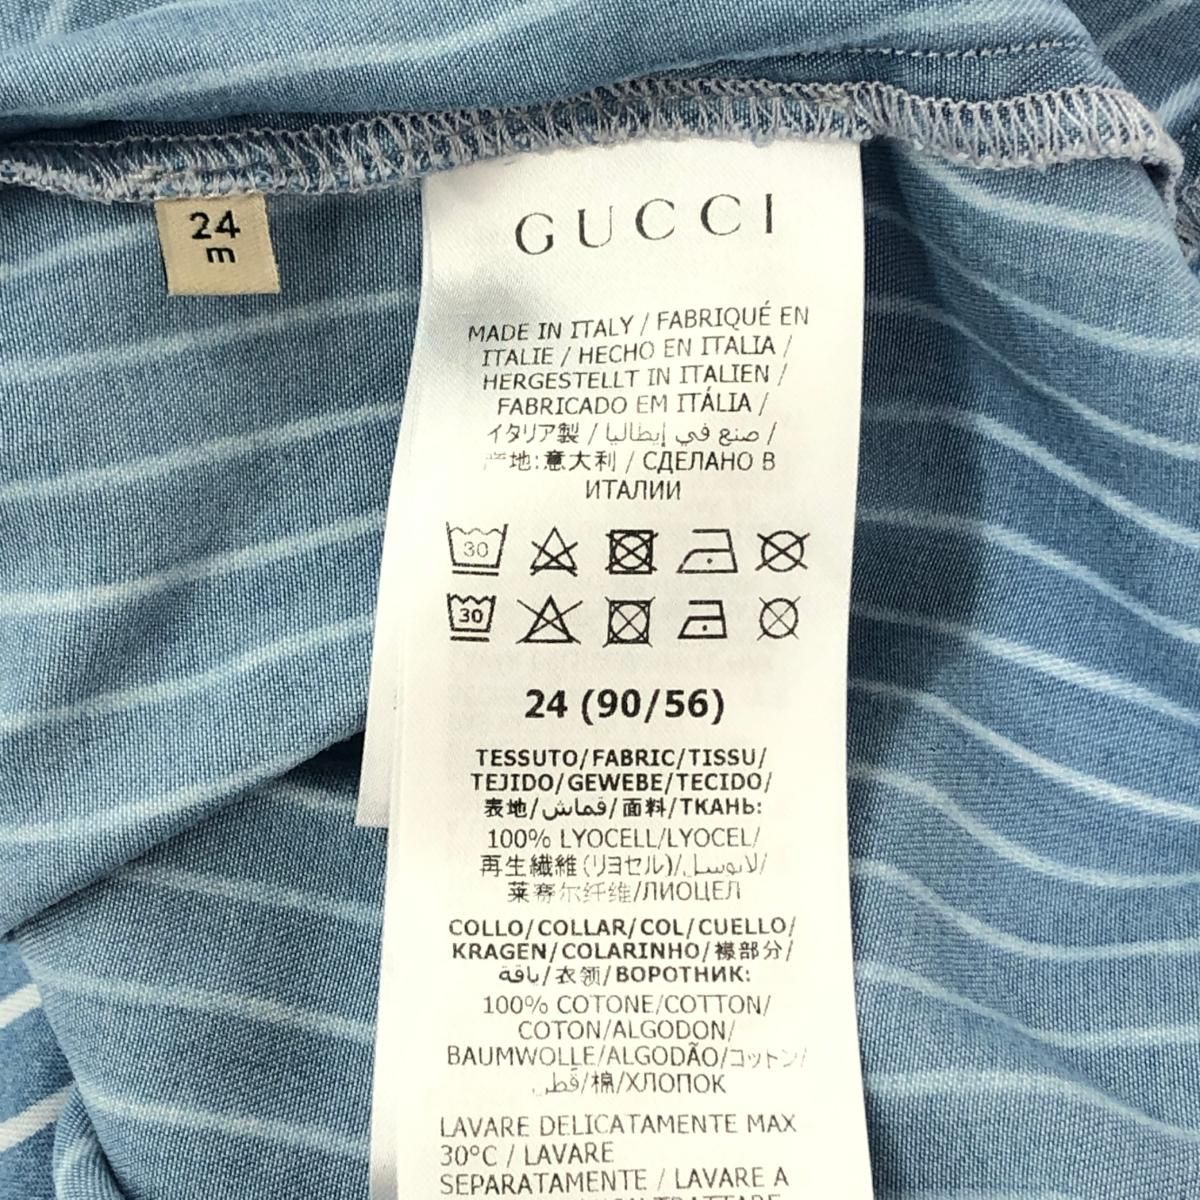 24
m
GUCCI
MADE IN ITALY / FABRIQUÉ EN
ITALIE / HECHO EN ITALIA /
HERGESTELLT IN ITALIEN /
FABRICADO EM ITÁLIA /
イタリア製 / صنع في إيطاليا /
产地:意大利 / СДЕЛАНО В
ИТАЛИИ
30
30
24 (90/56)
TESSUTO/FABRIC/TISSU/
TEJIDO/GEWEBE/TECIDO/
表地/قماش/面料/ТКАНЬ:
100% LYOCELL/LYOCEL/
再生繊維(リヨセル)/لايوسل/
莱赛尔纤维/ЛИОЦЕЛ
COLLO/COLLAR/COL/CUELLO/
KRAGEN/COLARINHO/襟部分/
ياقة/衣领/ВОРОТНИК:
100% COTONE/COTTON/
COTON/ALGODON/
BAUMWOLLE/ALGODÃO/コットン/
قطن/棉/ХЛОПОК
LAVARE DELICATAMENTE MAX
30°C / LAVARE
SEPARATAMENTE / LAVARE A